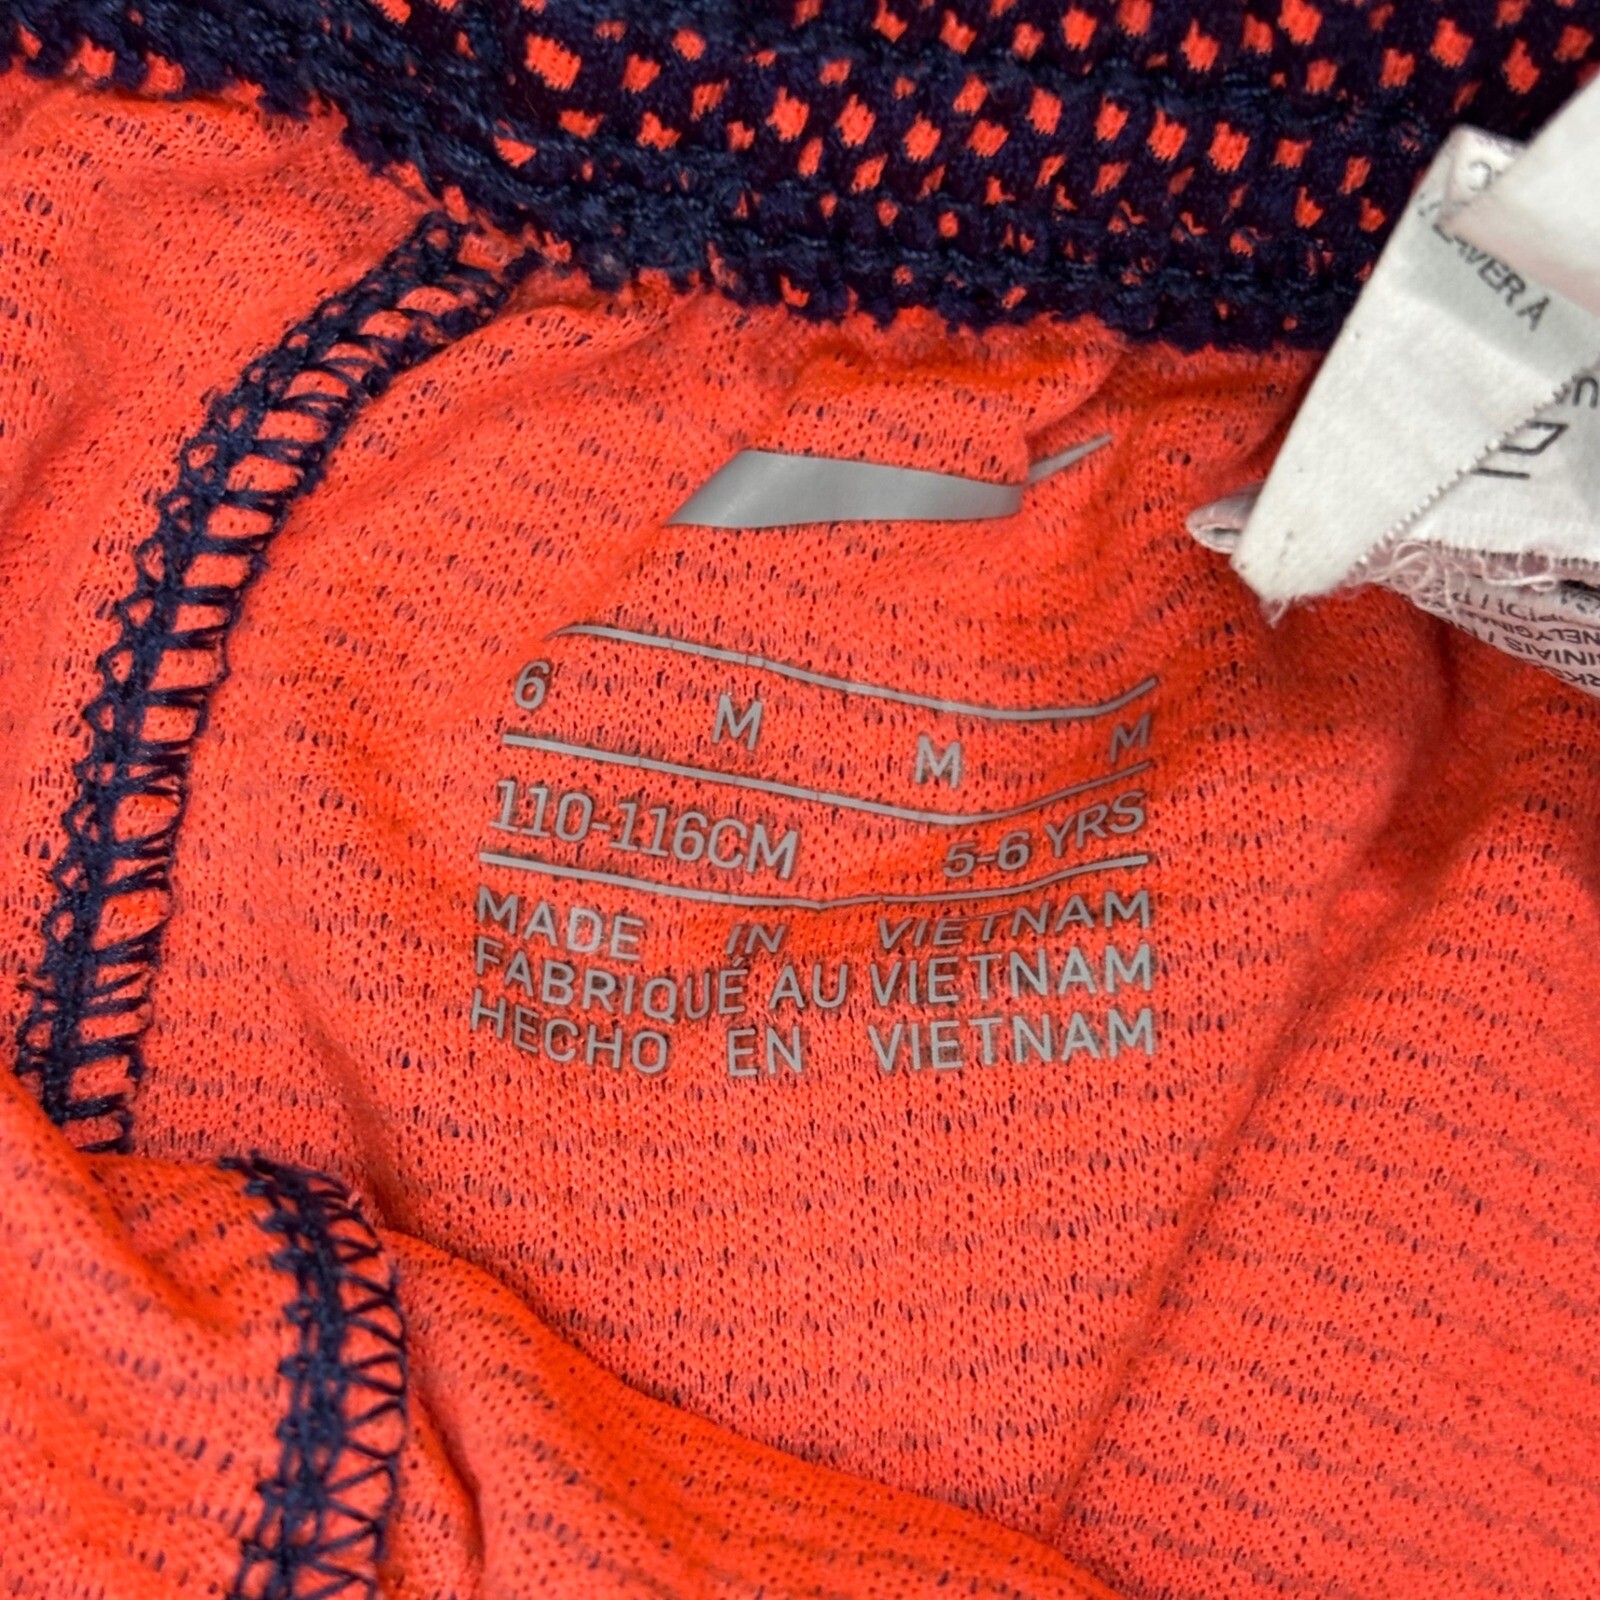 6 M M M
110-116CM 5-6 YRS
MADE IN VIETNAM
FABRIQUÉ AU VIETNAM
HECHO EN VIETNAM